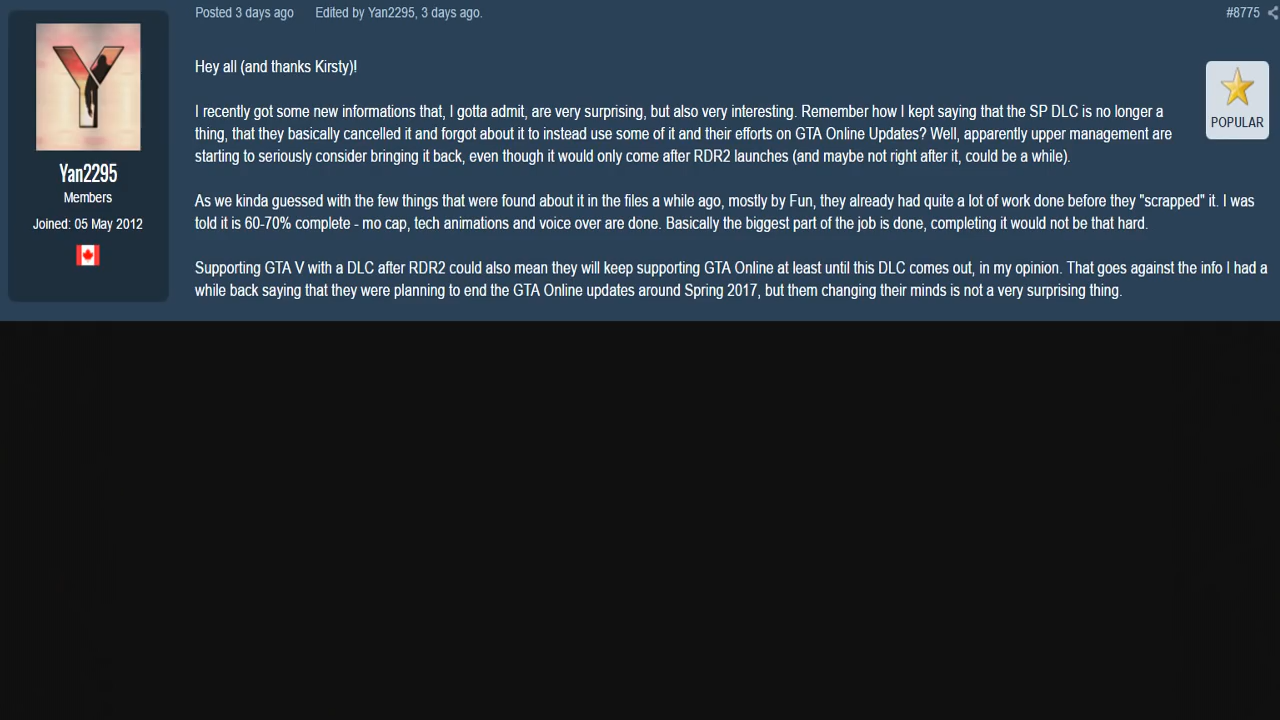 Posted 3 days ago Edited by Yan2295, 3 days ago. #8775
Hey all (and thanks Kirsty)!
I recently got some new informations that, I gotta admit, are very surprising, but also very interesting. Remember how I kept saying that the SP DLC is no longer a
thing, that they basically cancelled it and forgot about it to instead use some of it and their efforts on GTA Online Updates? Well, apparently upper management are
starting to seriously consider bringing it back, even though it would only come after RDR2 launches (and maybe not right after it, could be a while).
POPULAR
Y
Yan2295
Members
Joined: 05 May 2012
As we kinda guessed with the few things that were found about it in the files a while ago, mostly by Fun, they already had quite a lot of work done before they "scrapped" it. I was
told it is 60-70% complete - mo cap, tech animations and voice over are done. Basically the biggest part of the job is done, completing it would not be that hard.
Supporting GTA V with a DLC after RDR2 could also mean they will keep supporting GTA Online at least until this DLC comes out, in my opinion. That goes against the info I had a
while back saying that they were planning to end the GTA Online updates around Spring 2017, but them changing their minds is not a very surprising thing.